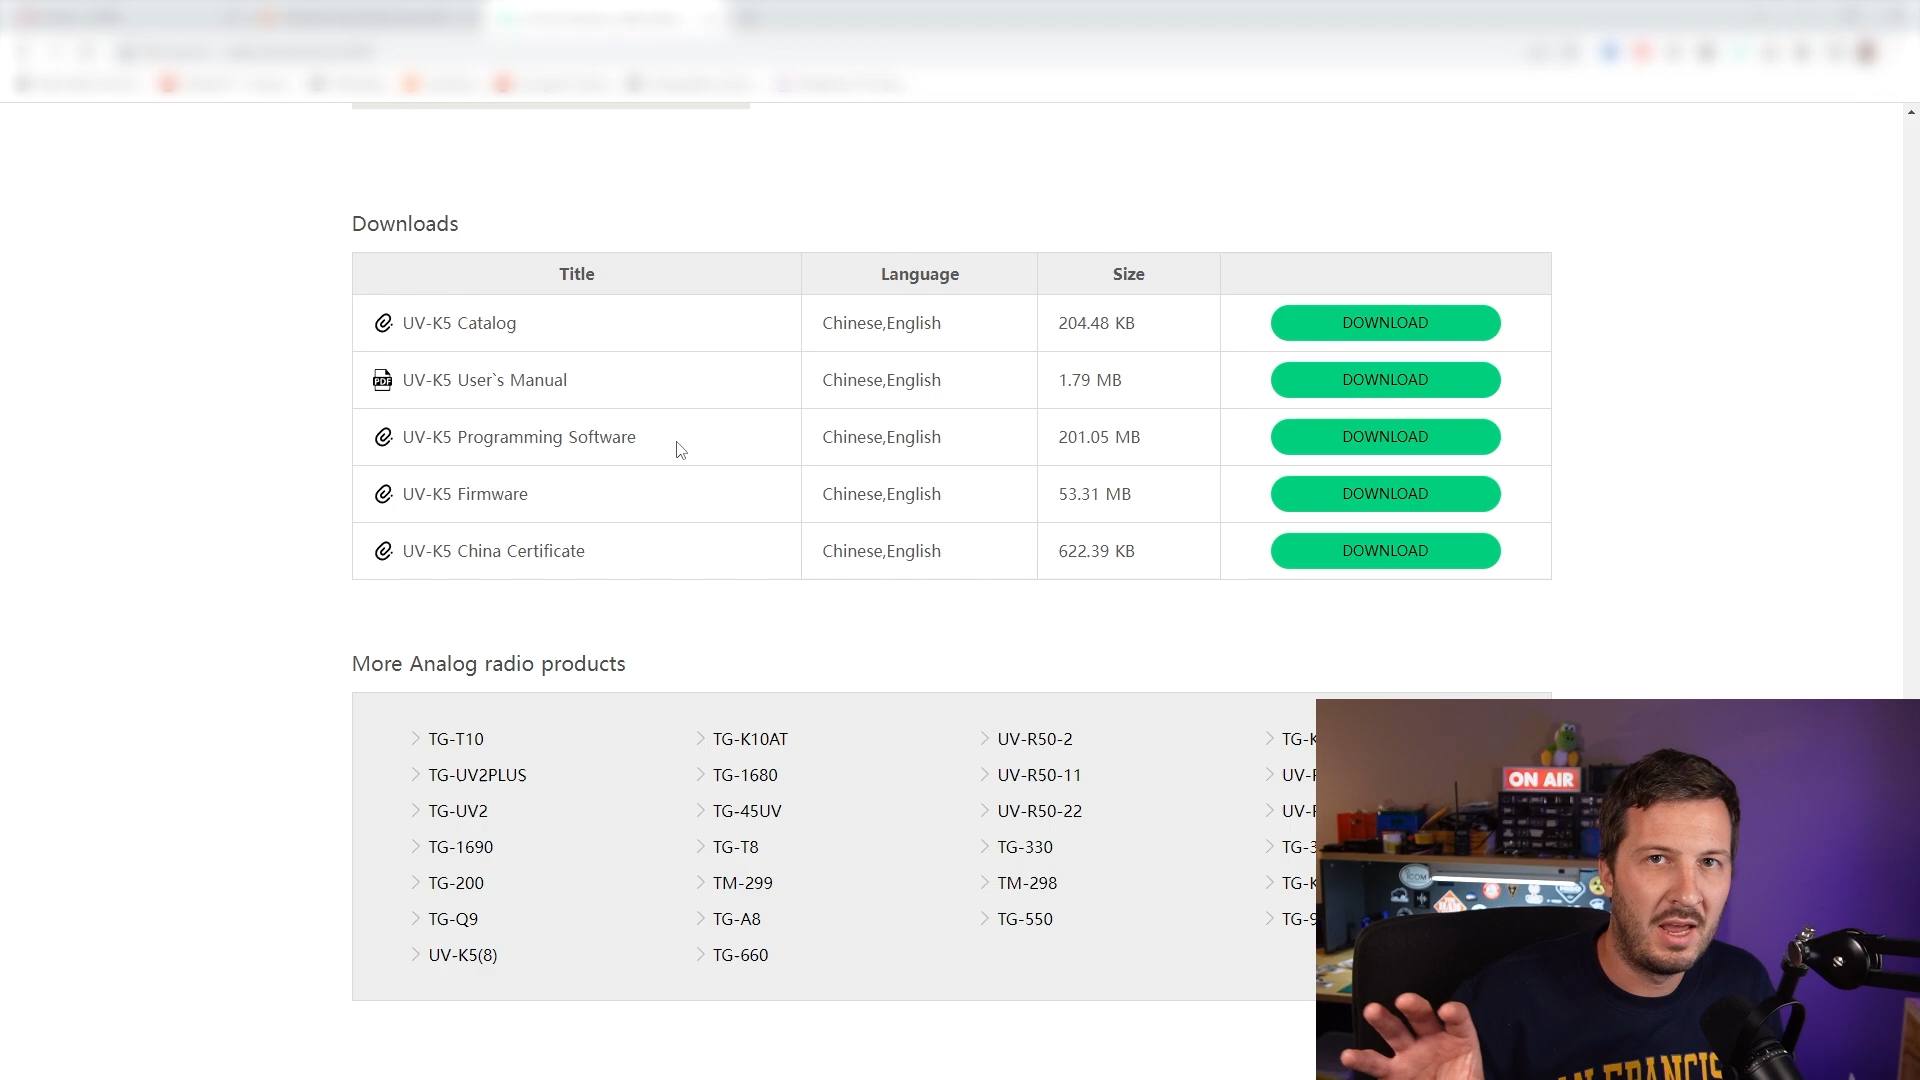 Downloads
Title Language Size
UV-K5 Catalog Chinese,English 204.48 KB DOWNLOAD
UV-K5 User`s Manual Chinese,English 1.79 MB DOWNLOAD
UV-K5 Programming Software Chinese,English 201.05 MB DOWNLOAD
UV-K5 Firmware Chinese,English 53.31 MB DOWNLOAD
UV-K5 China Certificate Chinese,English 622.39 KB DOWNLOAD
More Analog radio products
TG-T10 TG-K10AT UV-R50-2
TG-UV2PLUS TG-1680 UV-R50-11
TG-UV2 TG-45UV UV-R50-22
TG-1690 TG-T8 TG-330
TG-200 TM-299 TM-298
TG-Q9 TG-A8 TG-550
UV-K5(8) TG-660
ON AIR
ICOM